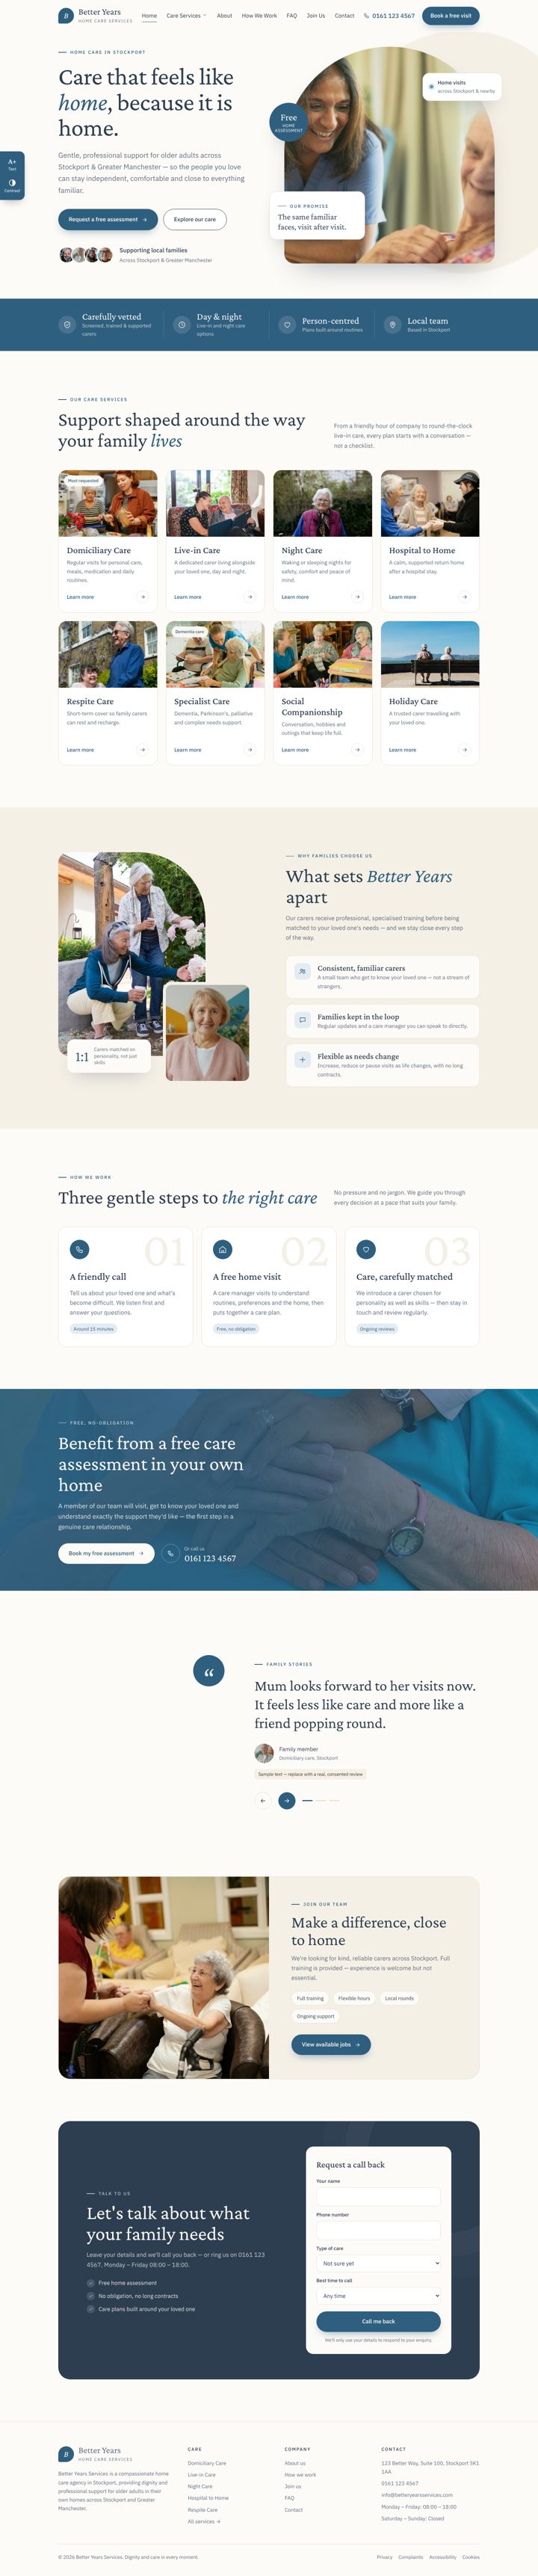 B
Better Years
HOME CARE SERVICES
Home
Care Services
About
How We Work
FAQ
Join Us
Contact
0161 123 4567
Book a free visit
HOME CARE IN STOCKPORT
Care that feels like
home, because it is
home.
Gentle, professional support for older adults across
Stockport & Greater Manchester — so the people you love
can stay independent, comfortable and close to everything
familiar.
Request a free assessment →
Explore our care
Supporting local families
Across Stockport & Greater Manchester
A+
Text
Contrast
Home visits
across Stockport & nearby
Free
HOME
ASSESSMENT
OUR PROMISE
The same familiar
faces, visit after visit.
Carefully vetted
Screened, trained & supported
carers
Day & night
Live-in and night care
options
Person-centred
Plans built around routines
Local team
Based in Stockport
OUR CARE SERVICES
Support shaped around the way
your family lives
From a friendly hour of company to round-the-clock
live-in care, every plan starts with a conversation —
not a checklist.
Most requested
Domiciliary Care
Regular visits for personal care,
meals, medication and daily
routines.
Learn more →
Live-in Care
A dedicated carer living alongside
your loved one, day and night.
Learn more →
Night Care
Waking or sleeping nights for
safety, comfort and peace of
mind.
Learn more →
Hospital to Home
A calm, supported return home
after a hospital stay.
Learn more →
Respite Care
Short-term cover so family carers
can rest and recharge.
Learn more →
Dementia care
Specialist Care
Dementia, Parkinson's, palliative
and complex needs support.
Learn more →
Social
Companionship
Conversation, hobbies and
outings that keep life full.
Learn more →
Holiday Care
A trusted carer travelling with
your loved one.
Learn more →
1:1
Carers matched on
personality, not just
skills
WHY FAMILIES CHOOSE US
What sets Better Years
apart
Our carers receive professional, specialised training before being
matched to your loved one's needs — and we stay close every step
of the way.
Consistent, familiar carers
A small team who get to know your loved one — not a stream of
strangers.
Families kept in the loop
Regular updates and a care manager you can speak to directly.
Flexible as needs change
Increase, reduce or pause visits as life changes, with no long
contracts.
HOW WE WORK
Three gentle steps to the right care
No pressure and no jargon. We guide you through
every decision at a pace that suits your family.
01
A friendly call
Tell us about your loved one and what's
become difficult. We listen first and
answer your questions.
Around 15 minutes
02
A free home visit
A care manager visits to understand
routines, preferences and the home, then
puts together a care plan.
Free, no obligation
03
Care, carefully matched
We introduce a carer chosen for
personality as well as skills — then stay in
touch and review regularly.
Ongoing reviews
FREE, NO-OBLIGATION
Benefit from a free care
assessment in your own
home
A member of our team will visit, get to know your loved one and
understand exactly the support they'd like — the first step in a
genuine care relationship.
Book my free assessment →
Or call us
0161 123 4567
“
FAMILY STORIES
Mum looks forward to her visits now.
It feels less like care and more like a
friend popping round.
Family member
Domiciliary care, Stockport
Sample text — replace with a real, consented review
← →
JOIN OUR TEAM
Make a difference, close
to home
We're looking for kind, reliable carers across Stockport. Full
training is provided — experience is welcome but not
essential.
Full training
Flexible hours
Local rounds
Ongoing support
View available jobs →
TALK TO US
Let's talk about what
your family needs
Leave your details and we'll call you back — or ring us on 0161 123
4567, Monday – Friday 08:00 – 18:00.
Free home assessment
No obligation, no long contracts
Care plans built around your loved one
Request a call back
Your name
Phone number
Type of care
Not sure yet
Best time to call
Any time
Call me back
We'll only use your details to respond to your enquiry.
B
Better Years
HOME CARE SERVICES
Better Years Services is a compassionate home
care agency in Stockport, providing dignity and
professional support for older adults in their
own homes across Stockport and Greater
Manchester.
CARE
Domiciliary Care
Live-in Care
Night Care
Hospital to Home
Respite Care
All services →
COMPANY
About us
How we work
Join us
FAQ
Contact
CONTACT
123 Better Way, Suite 100, Stockport SK1
1AA
0161 123 4567
info@betteryearsservices.com
Monday – Friday: 08:00 – 18:00
Saturday – Sunday: Closed
© 2026 Better Years Services. Dignity and care in every moment.
Privacy
Complaints
Accessibility
Cookies